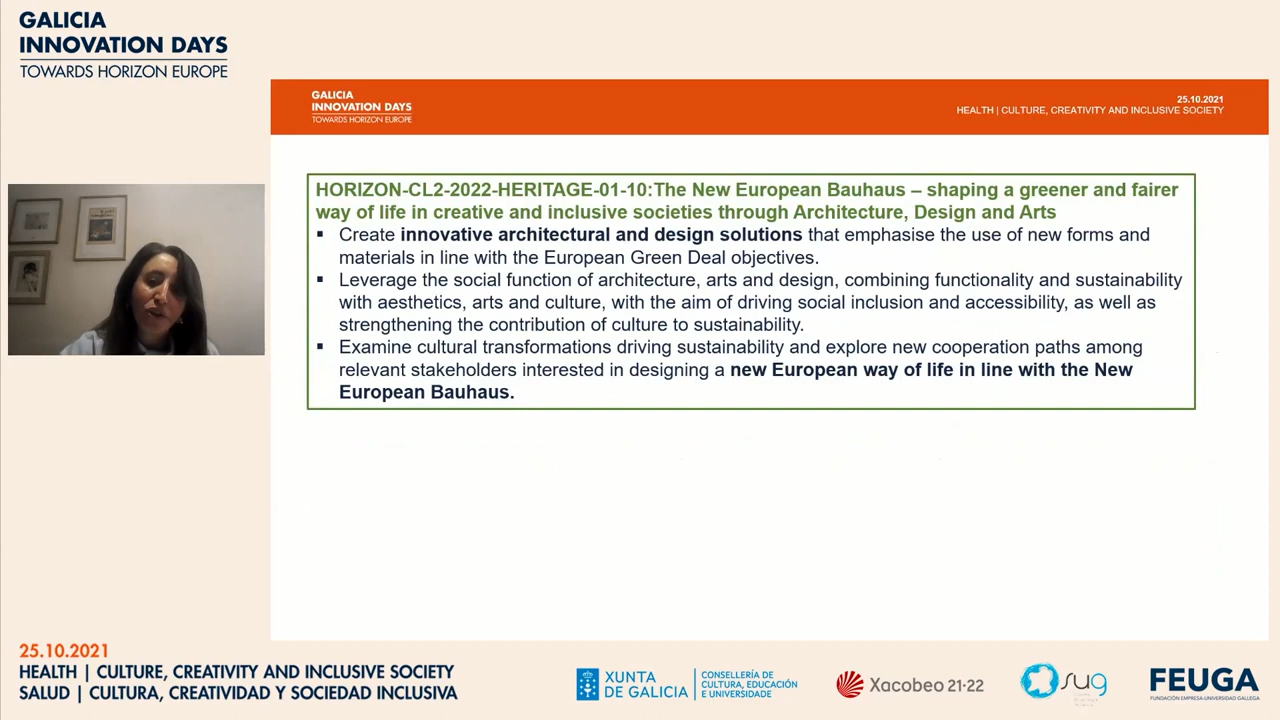 GALICIA
INNOVATION DAYS
TOWARDS HORIZON EUROPE
GALICIA
INNOVATION DAYS
TOWARDS HORIZON EUROPE
25.10.2021
HEALTH | CULTURE, CREATIVITY AND INCLUSIVE SOCIETY
HORIZON-CL2-2022-HERITAGE-01-10:The New European Bauhaus – shaping a greener and fairer
way of life in creative and inclusive societies through Architecture, Design and Arts
▪ Create innovative architectural and design solutions that emphasise the use of new forms and
materials in line with the European Green Deal objectives.
▪ Leverage the social function of architecture, arts and design, combining functionality and sustainability
with aesthetics, arts and culture, with the aim of driving social inclusion and accessibility, as well as
strengthening the contribution of culture to sustainability.
▪ Examine cultural transformations driving sustainability and explore new cooperation paths among
relevant stakeholders interested in designing a new European way of life in line with the New
European Bauhaus.
25.10.2021
HEALTH | CULTURE, CREATIVITY AND INCLUSIVE SOCIETY
SALUD | CULTURA, CREATIVIDAD Y SOCIEDAD INCLUSIVA
XUNTA
DE GALICIA
CONSELLERÍA
DE CULTURA, EDUCACIÓN
E UNIVERSIDADE
Xacobeo 21·22
sug
FEUGA
FUNDACIÓN EMPRESA-UNIVERSIDAD GALLEGA